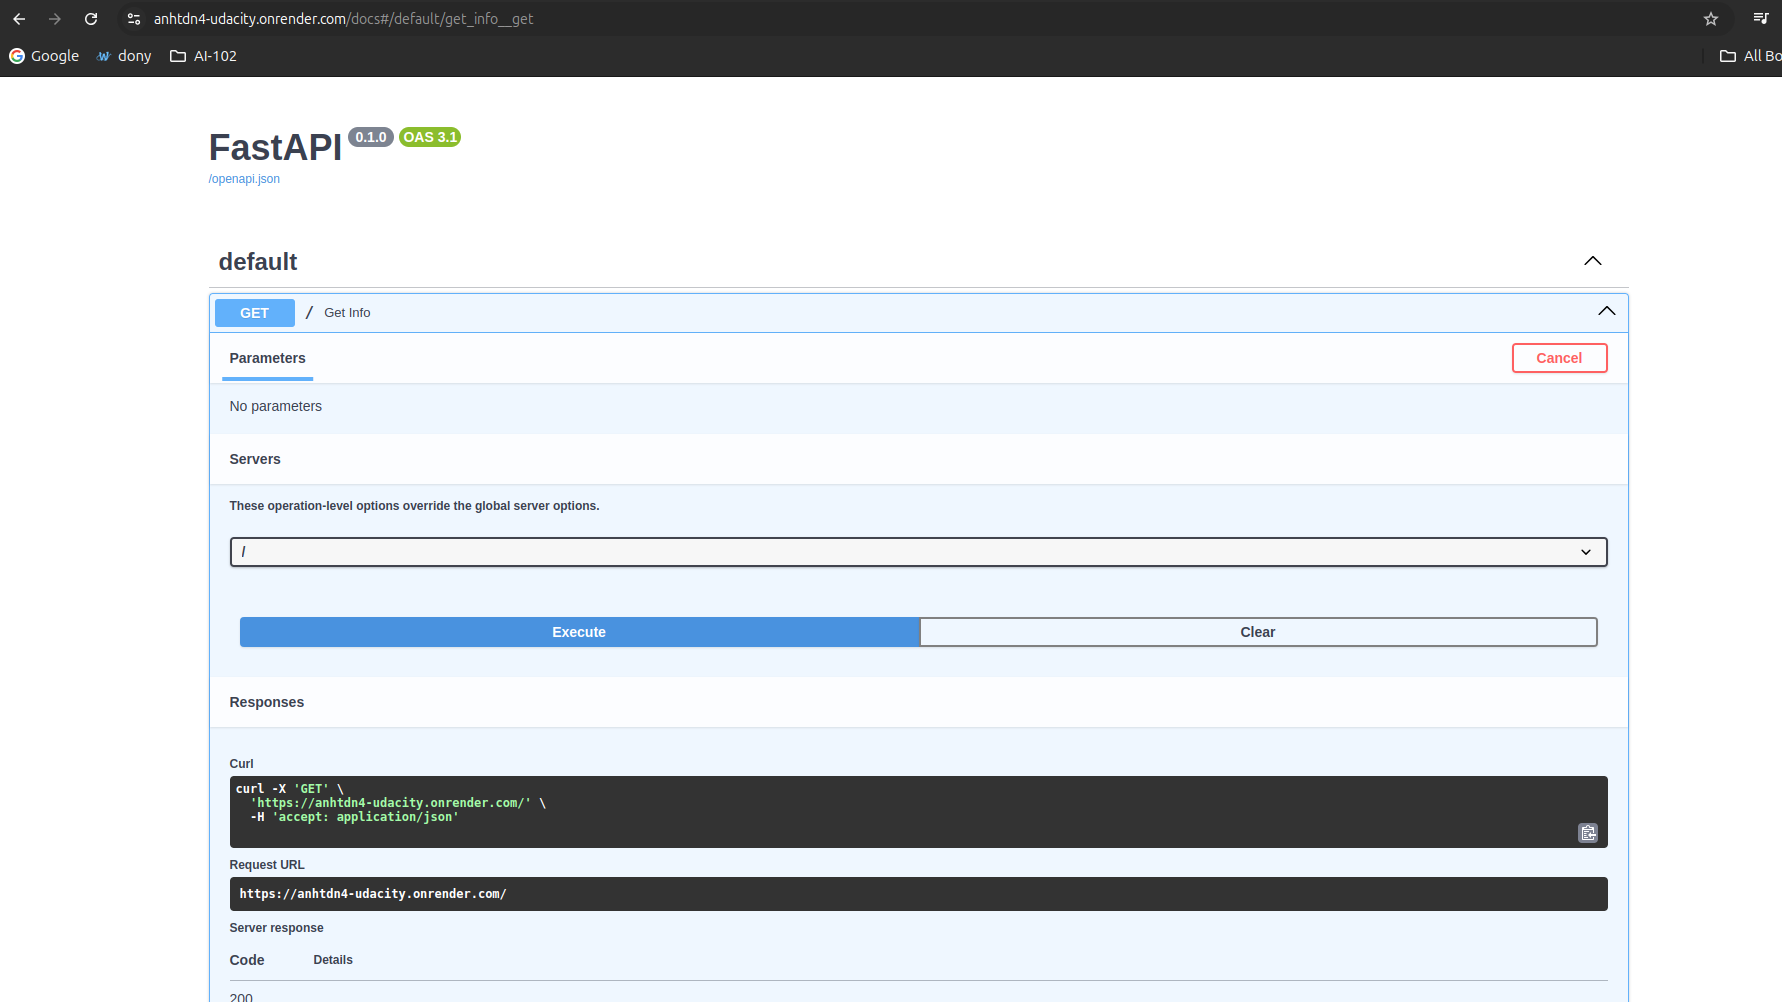 anhtdn4-udacity.onrender.com/docs#/default/get_info__get
Google dony AI-102 All Bo
FastAPI 0.1.0 OAS 3.1
/openapi.json
default
GET / Get Info
Parameters Cancel
No parameters
Servers
These operation-level options override the global server options.
/
Execute Clear
Responses
Curl
curl -X 'GET' \
'https://anhtdn4-udacity.onrender.com/' \
-H 'accept: application/json'
Request URL
https://anhtdn4-udacity.onrender.com/
Server response
Code Details
200